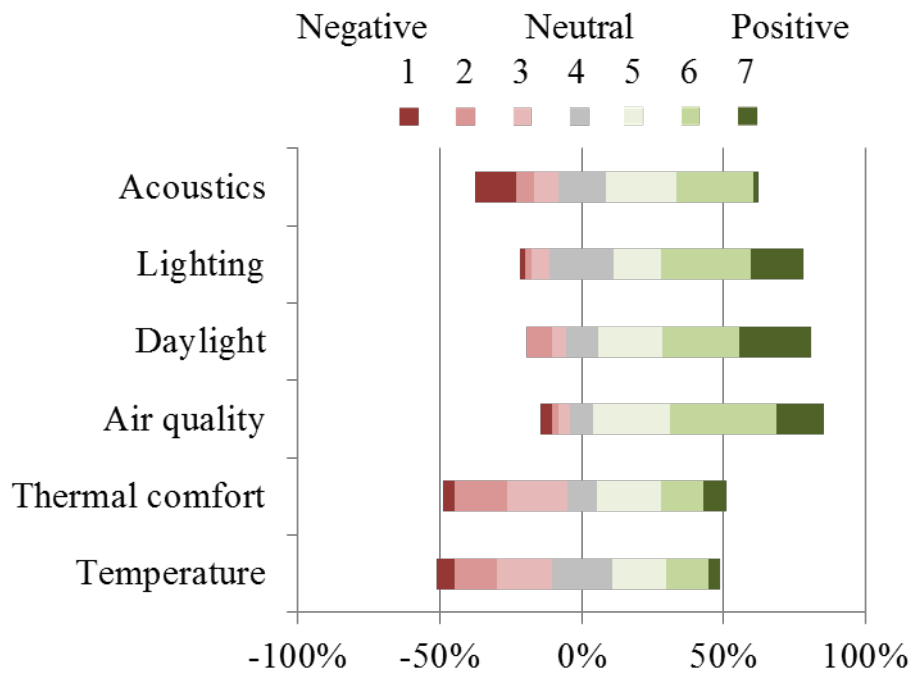 Negative Neutral Positive
1 2 3 4 5 6 7
Acoustics
Lighting
Daylight
Air quality
Thermal comfort
Temperature
-100% -50% 0% 50% 100%